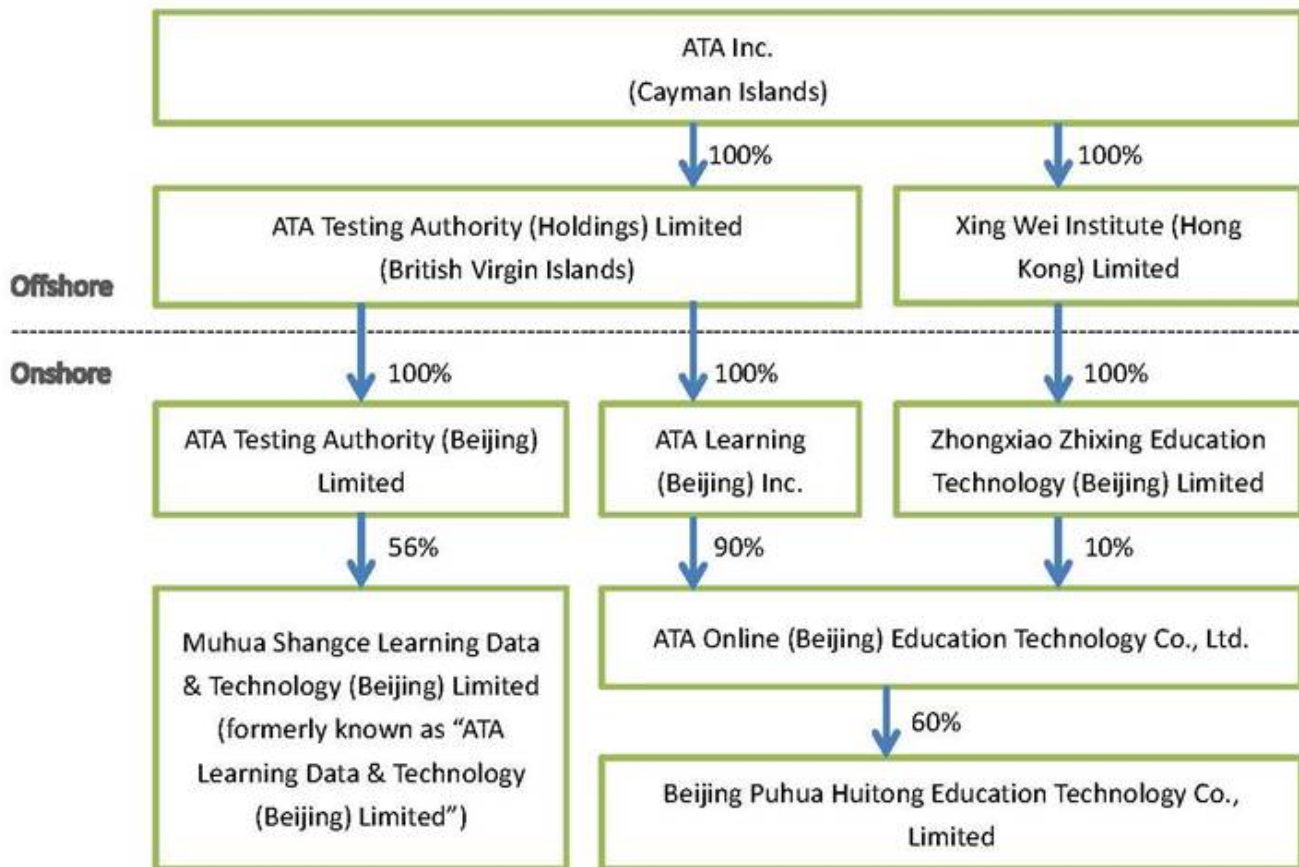 ATA Inc.
(Cayman Islands)
100%
100%
ATA Testing Authority (Holdings) Limited
(British Virgin Islands)
Xing Wei Institute (Hong
Kong) Limited
Offshore
Onshore
100%
100%
100%
ATA Testing Authority (Beijing)
Limited
ATA Learning
(Beijing) Inc.
Zhongxiao Zhixing Education
Technology (Beijing) Limited
56%
90%
10%
Muhua Shangce Learning Data
& Technology (Beijing) Limited
(formerly known as “ATA
Learning Data & Technology
(Beijing) Limited”)
ATA Online (Beijing) Education Technology Co., Ltd.
60%
Beijing Puhua Huitong Education Technology Co.,
Limited